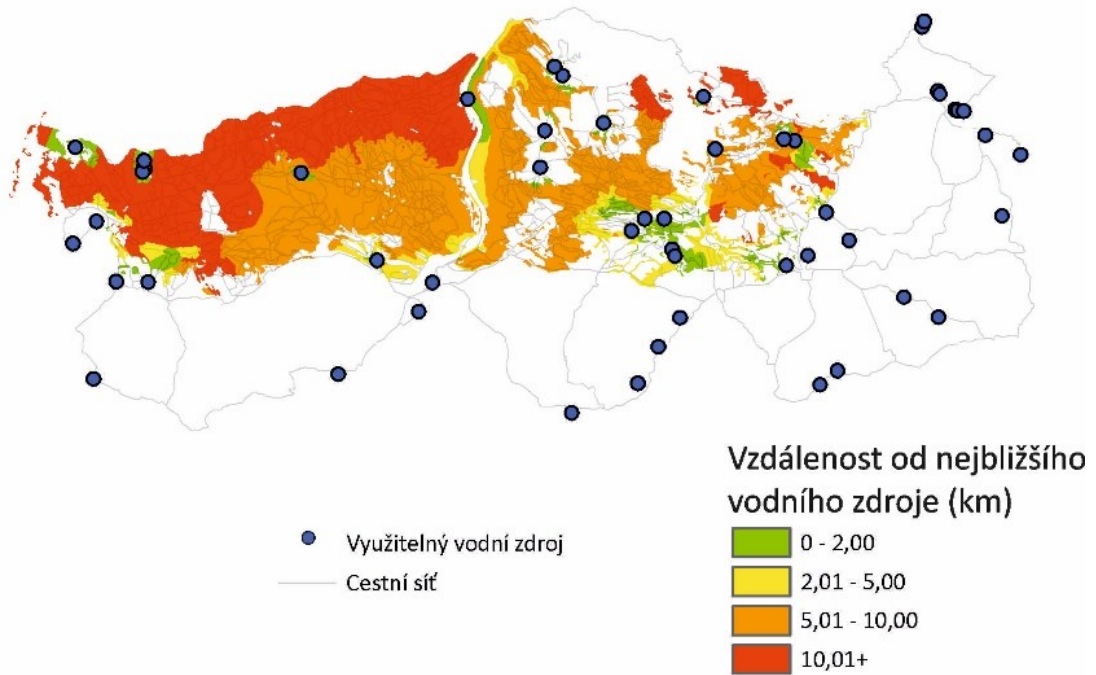 Vzdálenost od nejbližšího
vodního zdroje (km)
0 - 2,00
2,01 - 5,00
5,01 - 10,00
10,01+
Využitelný vodní zdroj
Cestní síť